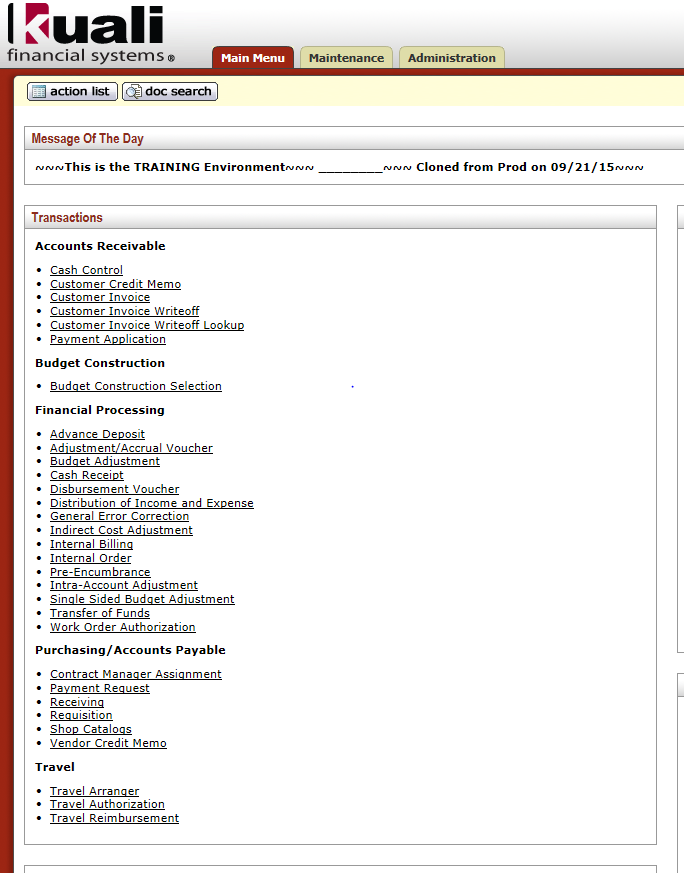 kuali
financial systems ®
Main Menu Maintenance Administration
action list doc search
Message Of The Day
~~~This is the TRAINING Environment~~~ ________~~~ Cloned from Prod on 09/21/15~~~
Transactions
Accounts Receivable
• Cash Control
• Customer Credit Memo
• Customer Invoice
• Customer Invoice Writeoff
• Customer Invoice Writeoff Lookup
• Payment Application
Budget Construction
• Budget Construction Selection
Financial Processing
• Advance Deposit
• Adjustment/Accrual Voucher
• Budget Adjustment
• Cash Receipt
• Disbursement Voucher
• Distribution of Income and Expense
• General Error Correction
• Indirect Cost Adjustment
• Internal Billing
• Internal Order
• Pre-Encumbrance
• Intra-Account Adjustment
• Single Sided Budget Adjustment
• Transfer of Funds
• Work Order Authorization
Purchasing/Accounts Payable
• Contract Manager Assignment
• Payment Request
• Receiving
• Requisition
• Shop Catalogs
• Vendor Credit Memo
Travel
• Travel Arranger
• Travel Authorization
• Travel Reimbursement